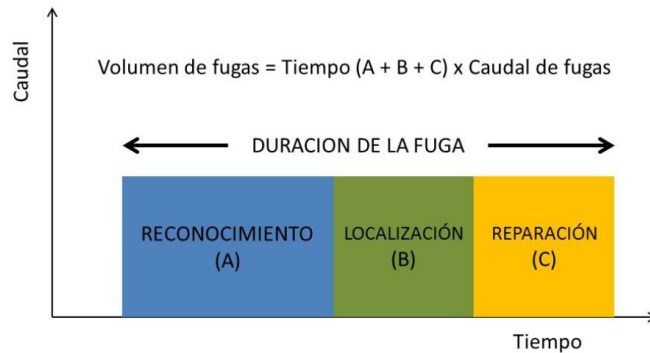 Caudal
Volumen de fugas = Tiempo (A + B + C) x Caudal de fugas
DURACION DE LA FUGA
RECONOCIMIENTO
(A)
LOCALIZACIÓN
(B)
REPARACIÓN
(C)
Tiempo